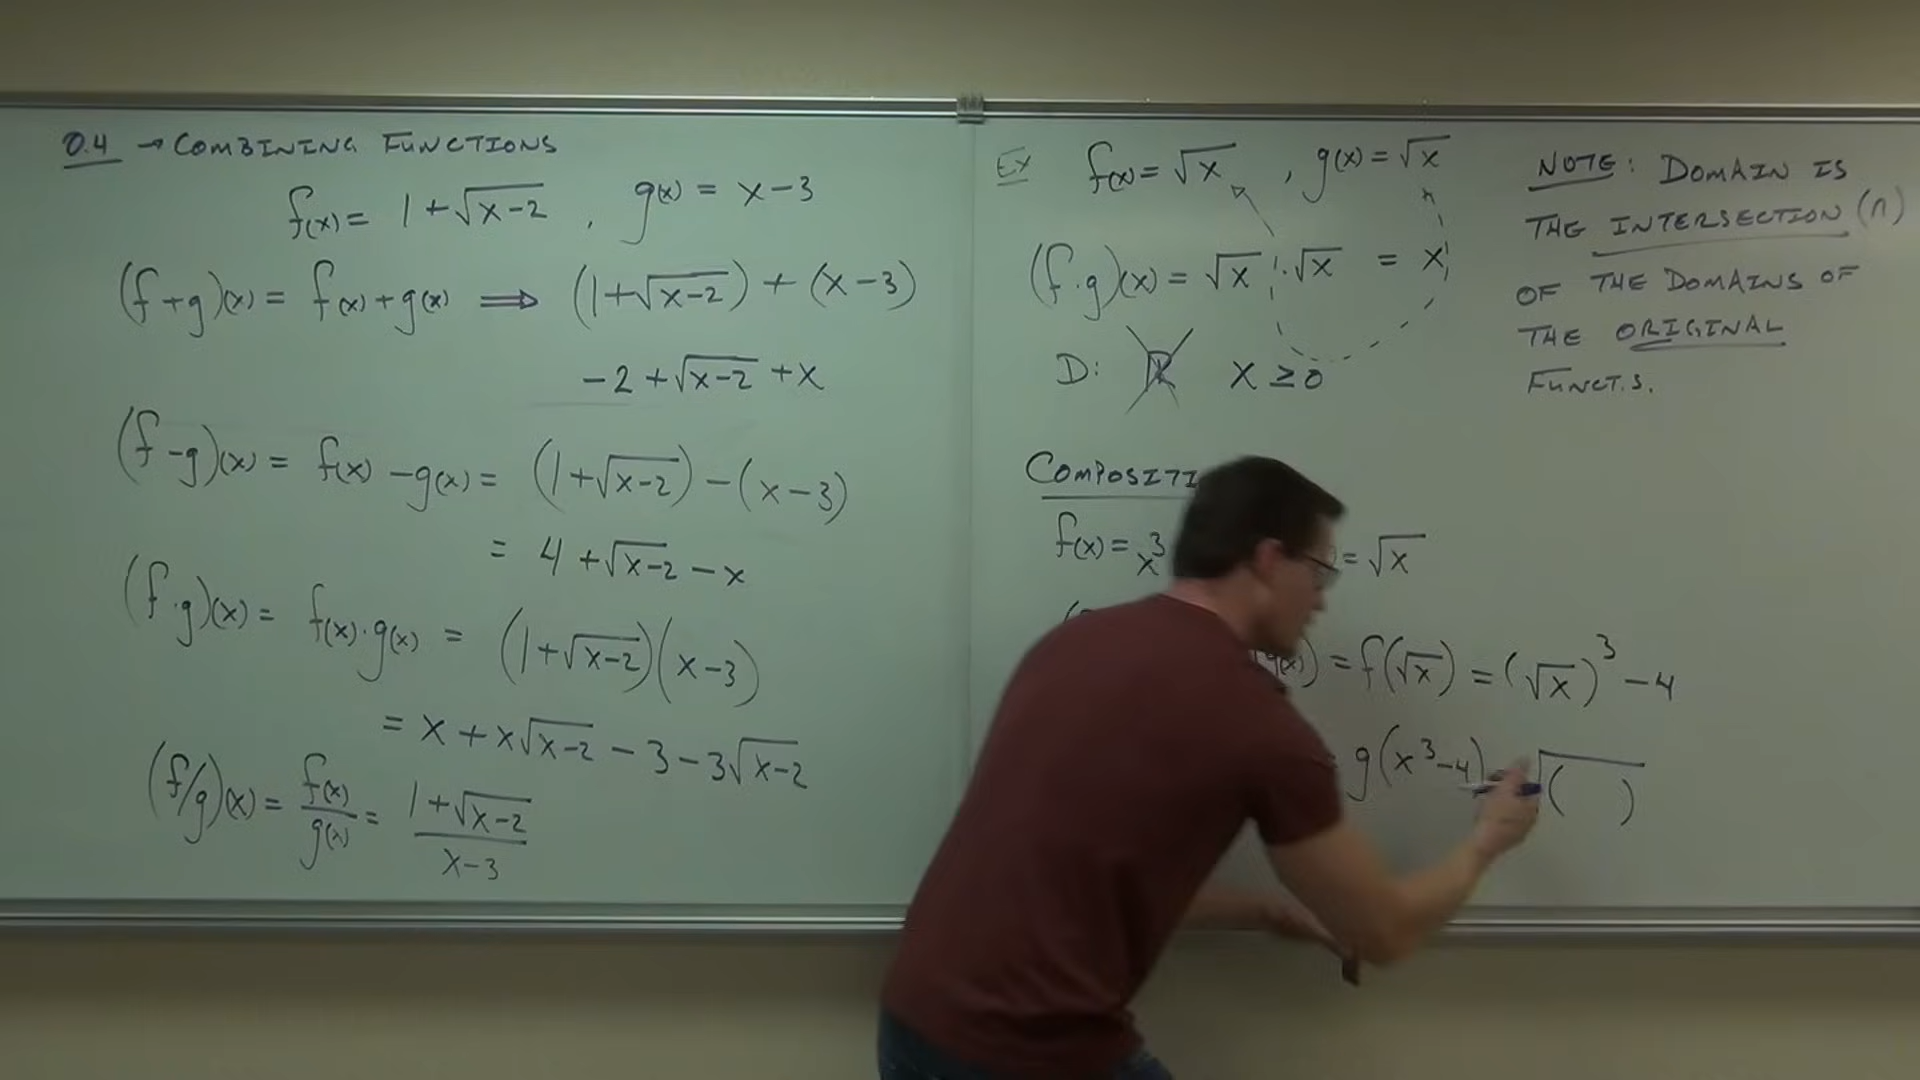 0.4 → COMBINING FUNCTIONS
f(x) = 1 + √(x-2) , g(x) = x - 3
(f + g)(x) = f(x) + g(x) ⟹ (1 + √(x-2)) + (x - 3)
-2 + √(x-2) + x
(f - g)(x) = f(x) - g(x) = (1 + √(x-2)) - (x - 3)
= 4 + √(x-2) - x
(f · g)(x) = f(x) · g(x) = (1 + √(x-2))(x - 3)
= x + x√(x-2) - 3 - 3√(x-2)
(f/g)(x) = f(x)/g(x) = (1 + √(x-2))/(x - 3)
EX f(x) = √x , g(x) = √x
(f · g)(x) = √x · √x = x
D: ℝ x ≥ 0
NOTE: DOMAIN IS
THE INTERSECTION (∩)
OF THE DOMAINS OF
THE ORIGINAL
FUNCT.S.
f(x) = x³ = √x
g(x)) = f(√x) = (√x)³ - 4
g(x³ - 4) = √( )